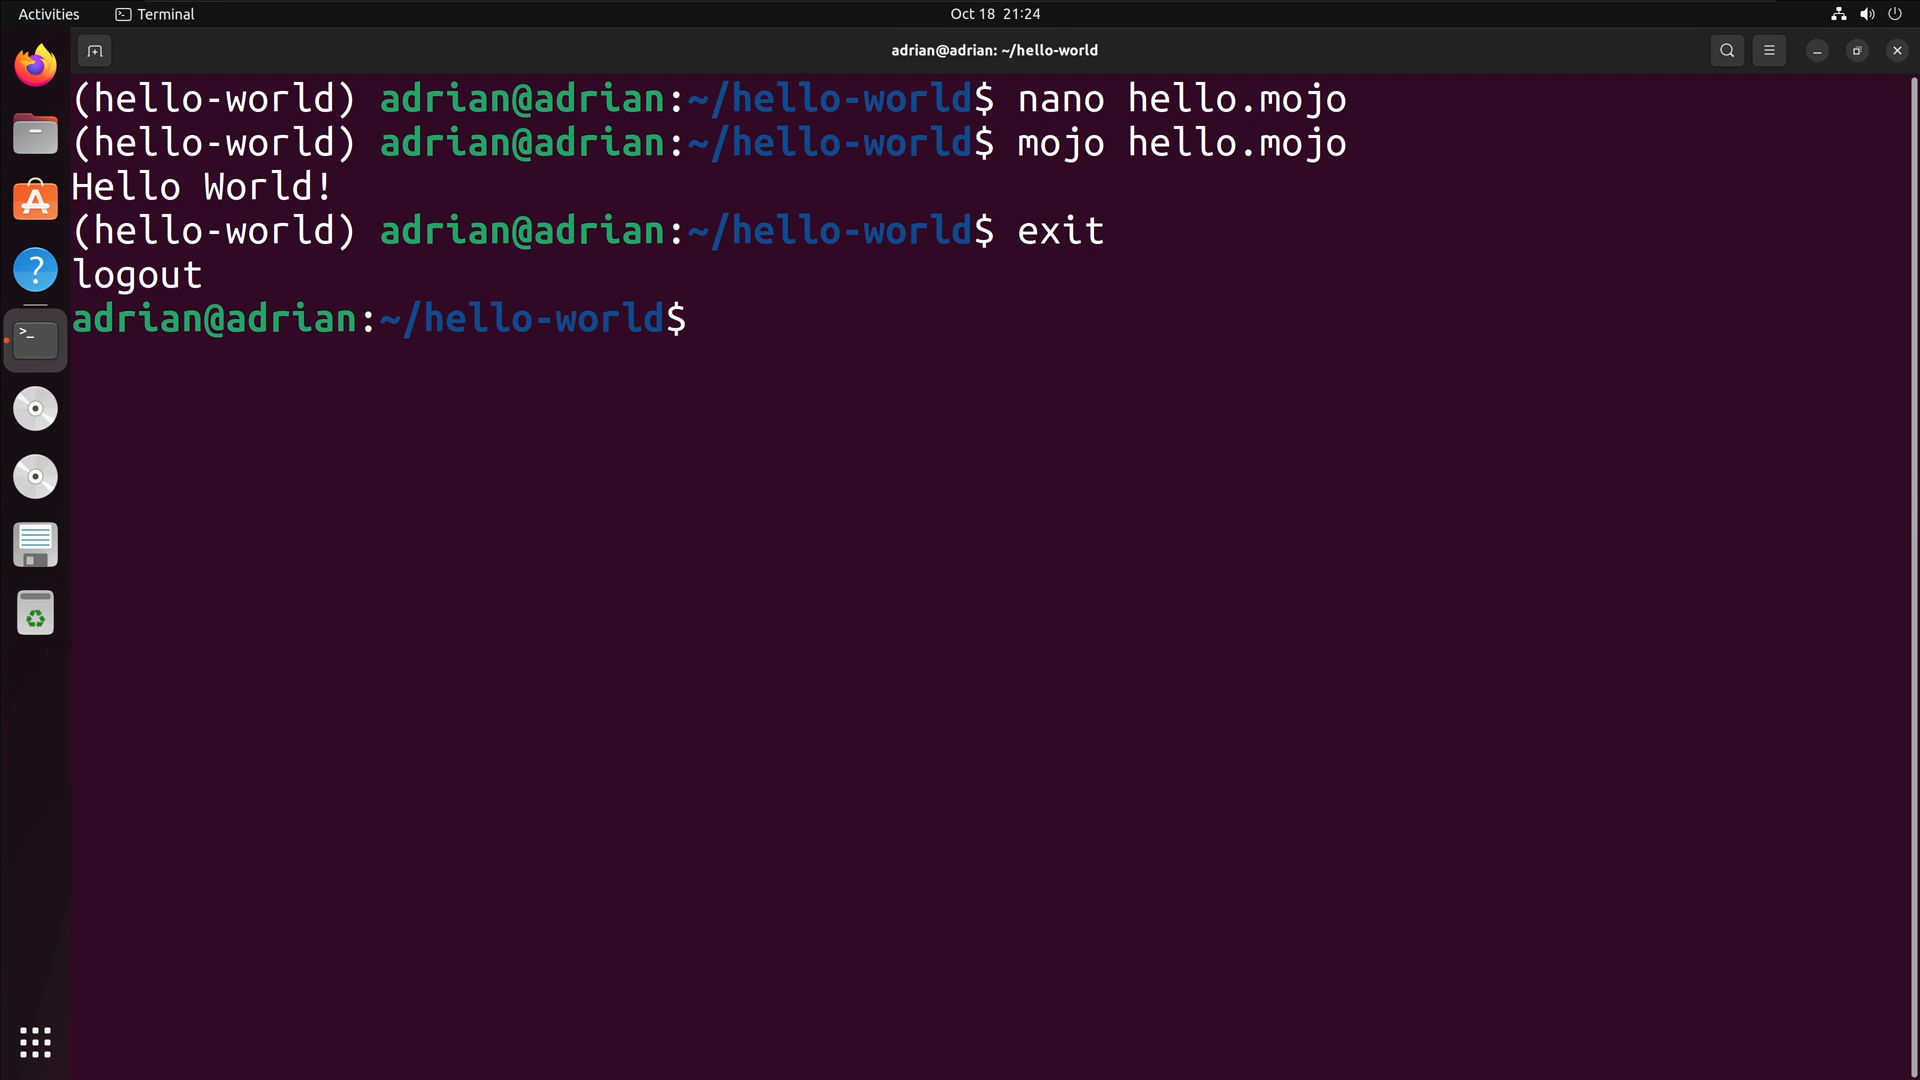 Activities Terminal Oct 18 21:24
adrian@adrian: ~/hello-world
(hello-world) adrian@adrian:~/hello-world$ nano hello.mojo
(hello-world) adrian@adrian:~/hello-world$ mojo hello.mojo
Hello World!
(hello-world) adrian@adrian:~/hello-world$ exit
logout
adrian@adrian:~/hello-world$